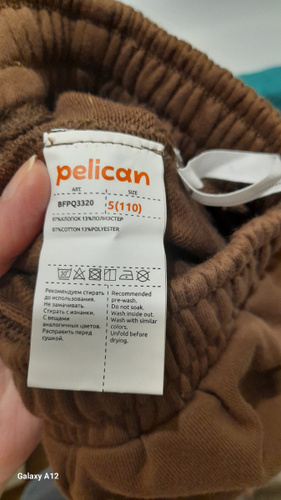 pelican
АРТ. SIZE
BFPQ3320 5(110)
87%ХЛОПОК 13%ПОЛИЭСТЕР
87%COTTON 13%POLYESTER
Рекомендуем стирать
до использования.
Не замачивать.
Стирать с изнанки.
С вещами
аналогичных цветов.
Расправить перед
сушкой.
Recommended
pre-wash.
Do not soak.
Wash inside out.
Wash with similar
colors.
Unfold before
drying.
Galaxy A12